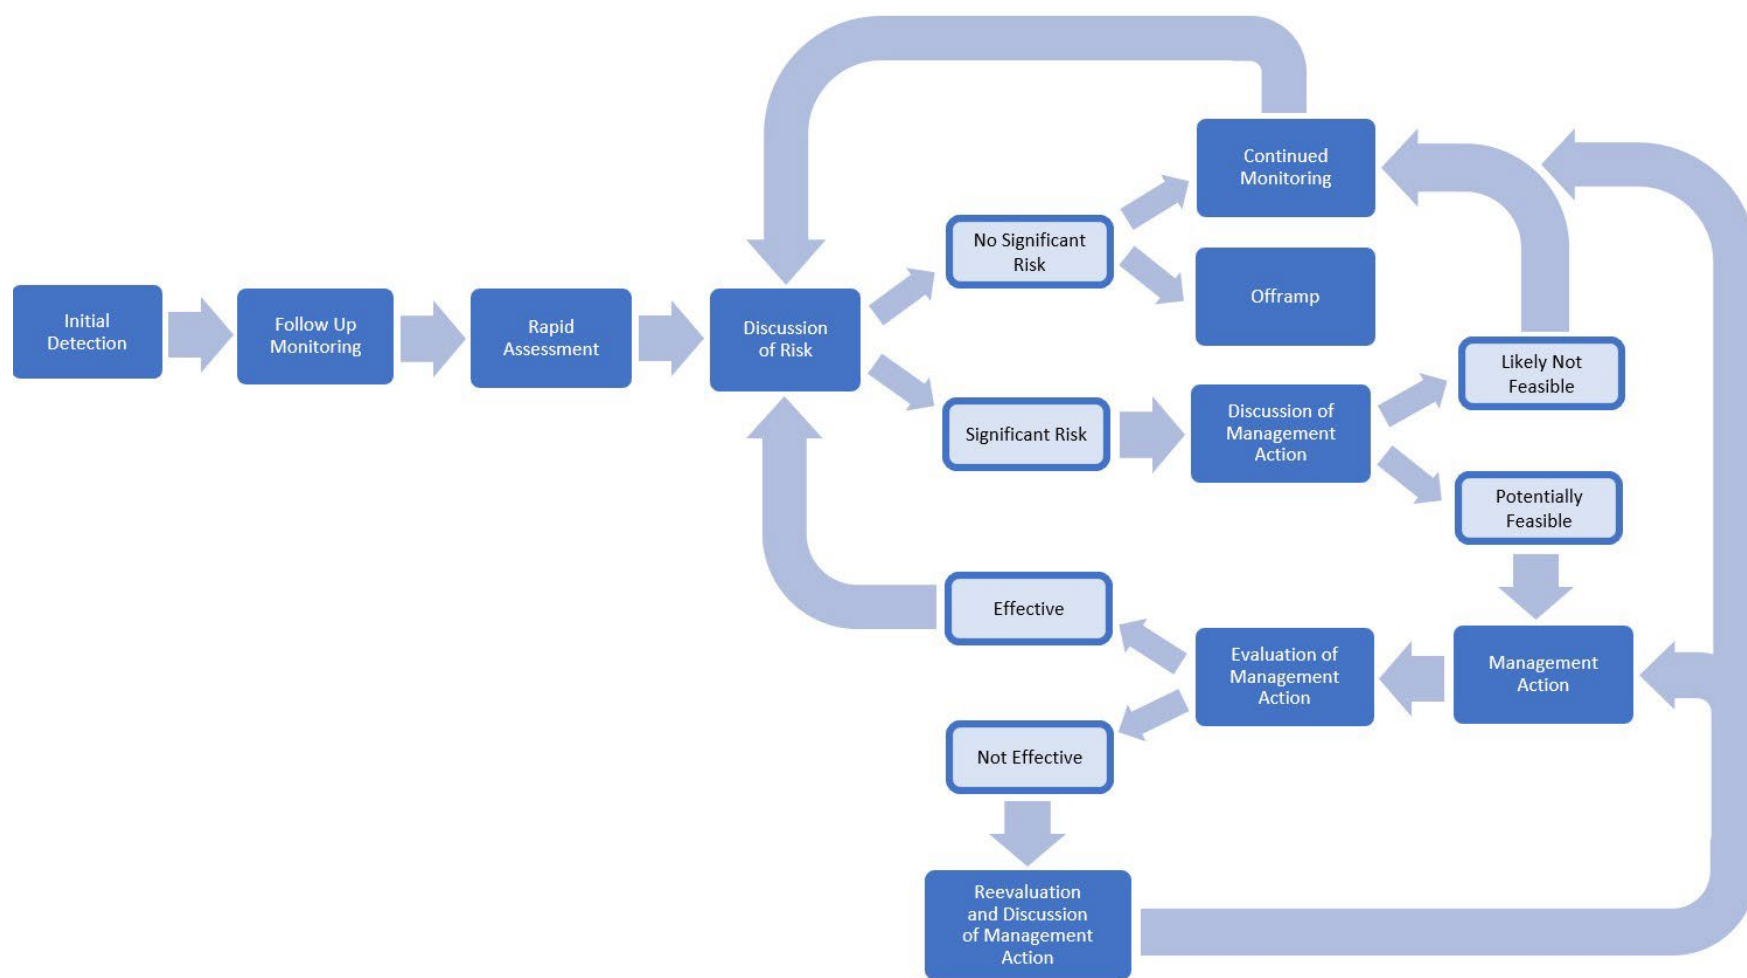 Initial
Detection
Follow Up
Monitoring
Rapid
Assessment
Discussion
of Risk
No Significant
Risk
Continued
Monitoring
Offramp
Significant Risk
Discussion of
Management
Action
Likely Not
Feasible
Potentially
Feasible
Management
Action
Evaluation of
Management
Action
Effective
Not Effective
Reevaluation
and Discussion
of Management
Action